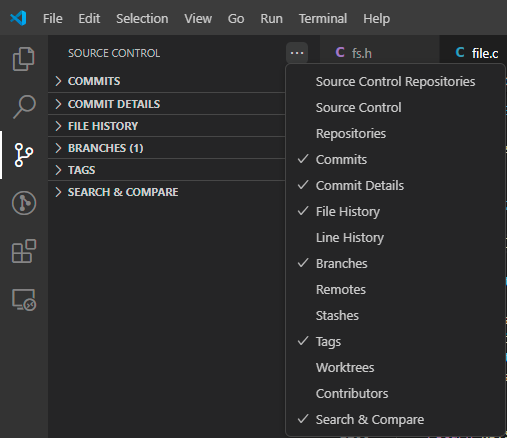 File Edit Selection View Go Run Terminal Help
SOURCE CONTROL
C fs.h
C file.c
COMMITS
COMMIT DETAILS
FILE HISTORY
BRANCHES (1)
TAGS
SEARCH & COMPARE
Source Control Repositories
Source Control
Repositories
Commits
Commit Details
File History
Line History
Branches
Remotes
Stashes
Tags
Worktrees
Contributors
Search & Compare